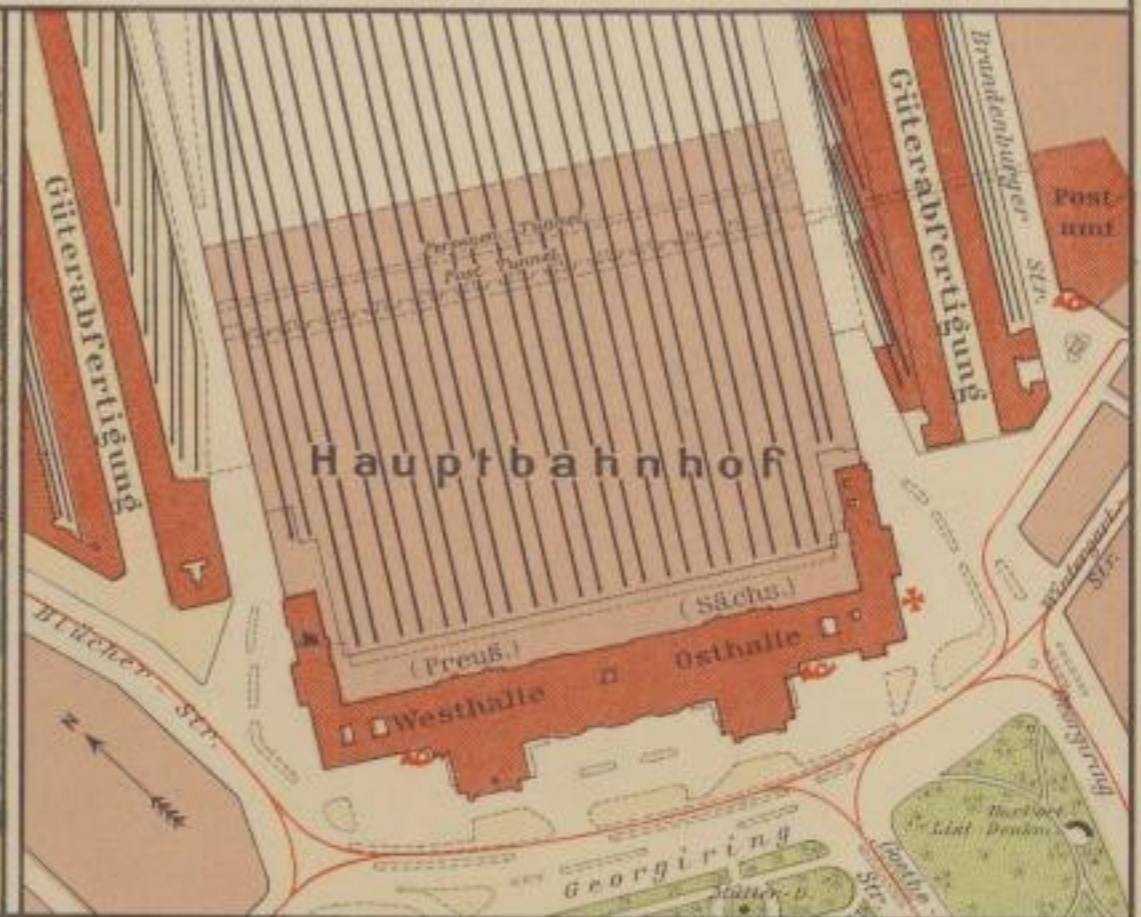 Güterabfertigung
Güterabfertigung
Brandenburger Str.
Post-
amt
Personen-Tunnel
Post Tunnel
Hauptbahnhof
(Preuß.)
(Sächs.)
Westhalle
Osthalle
Blücher-Str.
N
Wintergart.-
Str.
Georgiring
Georgiring
List Denkm.
Goethe-
Str.
Müller-D.